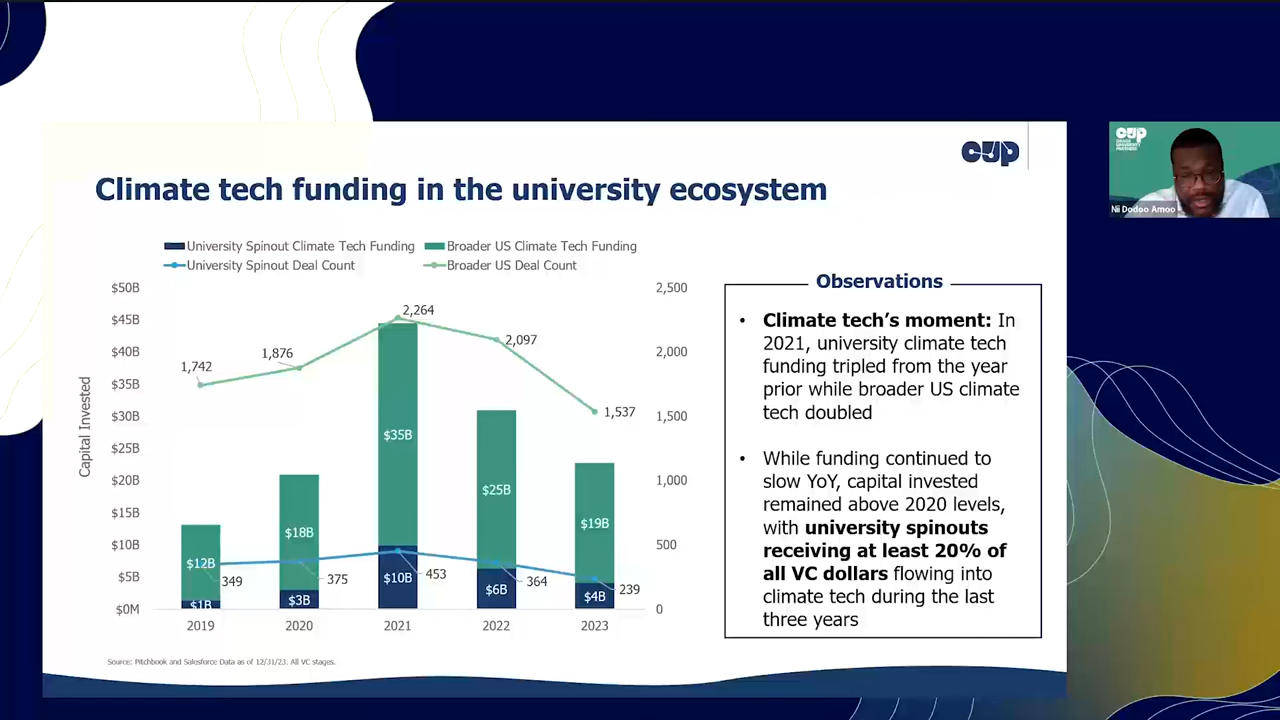 CUP
Climate tech funding in the university ecosystem
University Spinout Climate Tech Funding
Broader US Climate Tech Funding
University Spinout Deal Count
Broader US Deal Count
Capital Invested
$50B
$45B
$40B
$35B
$30B
$25B
$20B
$15B
$10B
$5B
$0M
2,500
2,000
1,500
1,000
500
0
1,742
1,876
2,264
2,097
1,537
$12B
$18B
$35B
$25B
$19B
349
375
453
364
239
$1B
$3B
$10B
$6B
$4B
2019
2020
2021
2022
2023
Source: Pitchbook and Salesforce Data as of 12/31/23. All VC stages.
Observations
• Climate tech's moment: In
2021, university climate tech
funding tripled from the year
prior while broader US climate
tech doubled
• While funding continued to
slow YoY, capital invested
remained above 2020 levels,
with university spinouts
receiving at least 20% of
all VC dollars flowing into
climate tech during the last
three years
CUP
UNIVERSITY
PARTNERS
Nii Dodoo Amoo